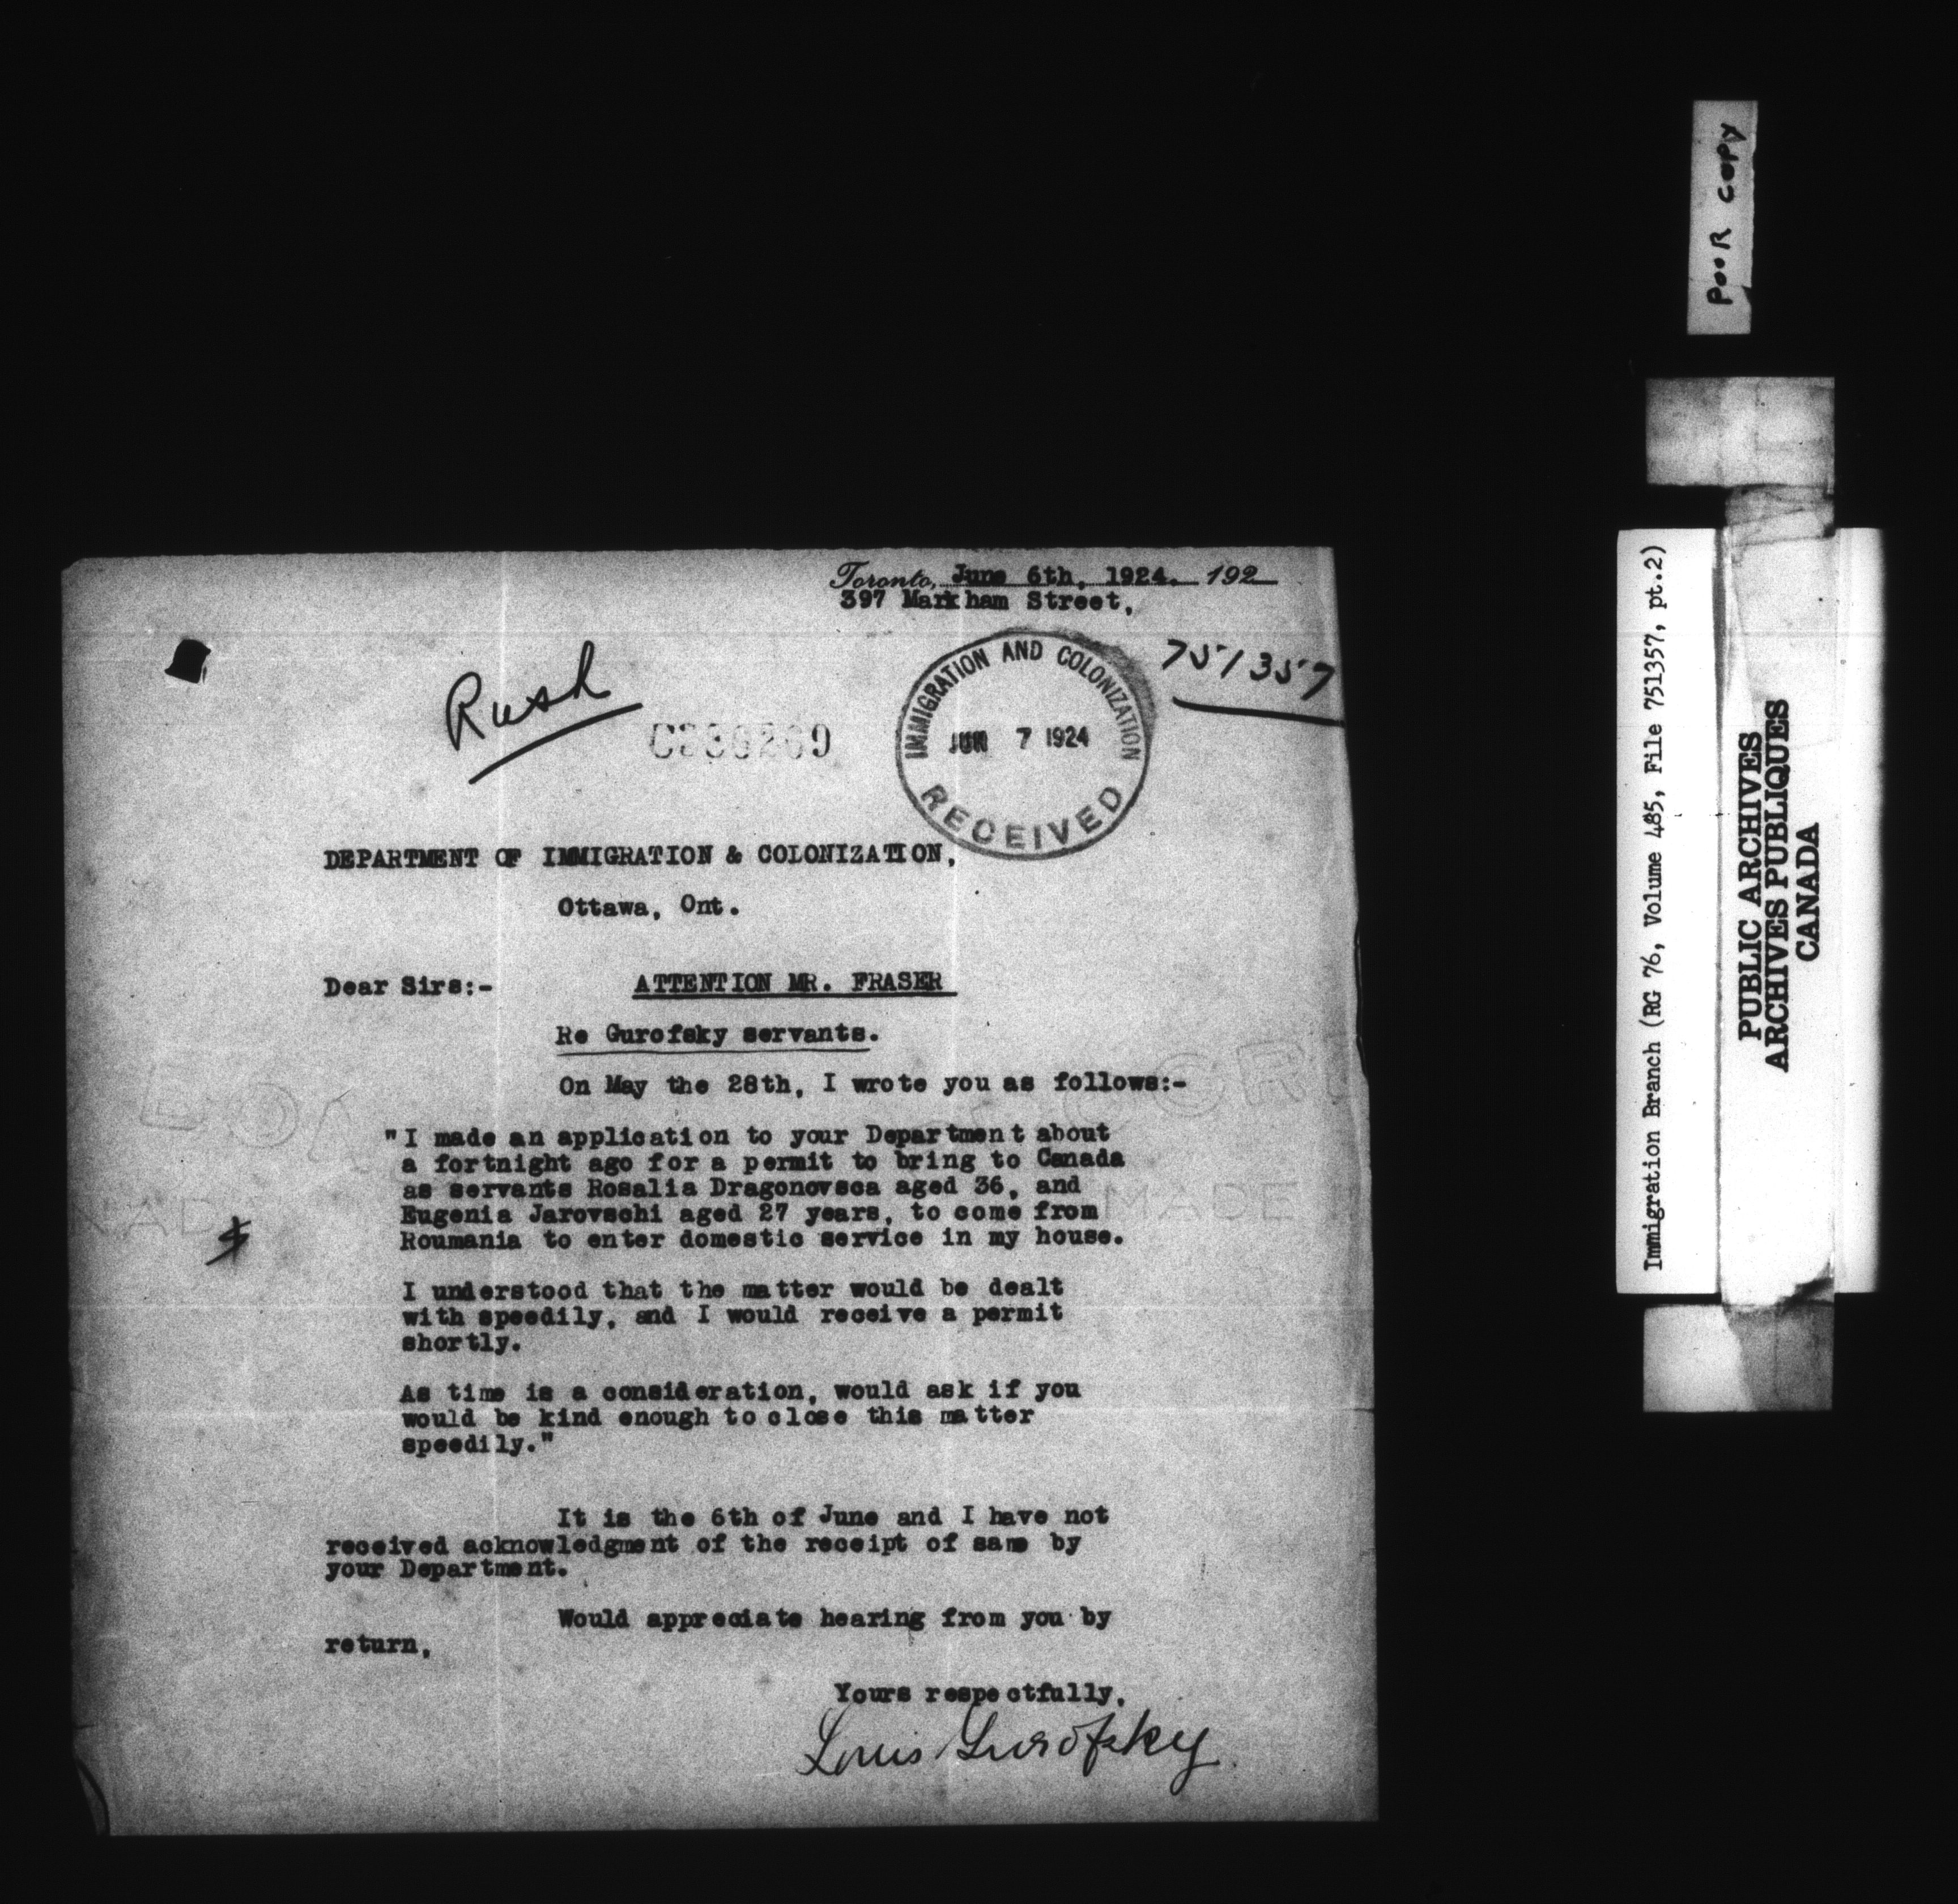 Toronto, June 6th, 1924. 192
397 Markham Street,
Rush
751357
IMMIGRATION AND COLONIZATION
JUN 7 1924
RECEIVED
DEPARTMENT OF IMMIGRATION & COLONIZATION,
Ottawa, Ont.
Dear Sirs:- ATTENTION MR. FRASER
Re Gurofsky servants.
On May the 28th, I wrote you as follows:-
"I made an application to your Department about
a fortnight ago for a permit to bring to Canada
as servants Rosalia Dragonovsca aged 36, and
Eugenia Jarovschi aged 27 years, to come from
Roumania to enter domestic service in my house.
I understood that the matter would be dealt
with speedily, and I would receive a permit
shortly.
As time is a consideration, would ask if you
would be kind enough to close this matter
speedily."
It is the 6th of June and I have not
received acknowledgment of the receipt of same by
your Department.
Would appreciate hearing from you by
return,
Yours respectfully,
Louis Gurofsky
POOR COPY
Immigration Branch (RG 76, Volume 485, File 751357, pt.2)
PUBLIC ARCHIVES
ARCHIVES PUBLIQUES
CANADA